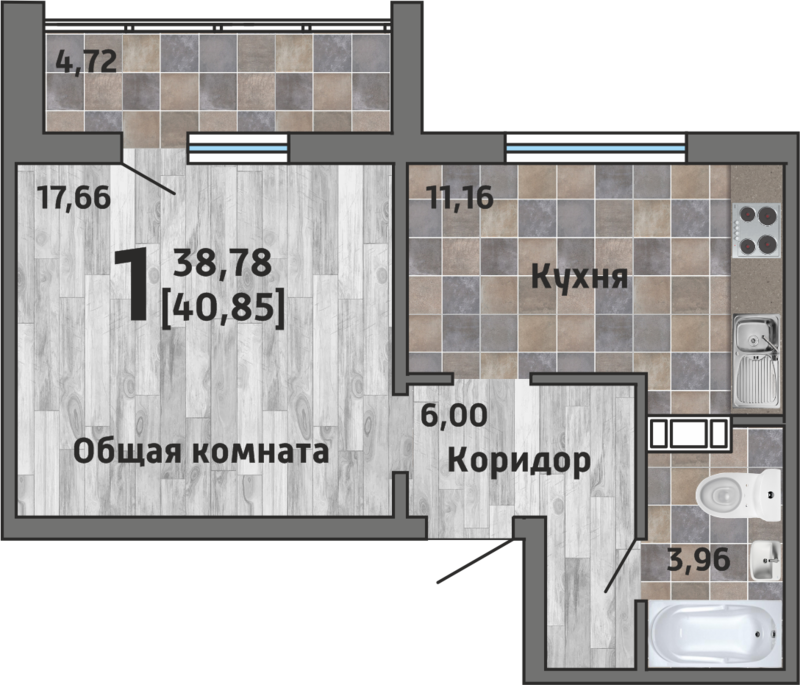 4,72
17,66
11,16
1
38,78
[40,85]
Кухня
6,00
Общая комната
Коридор
3,96